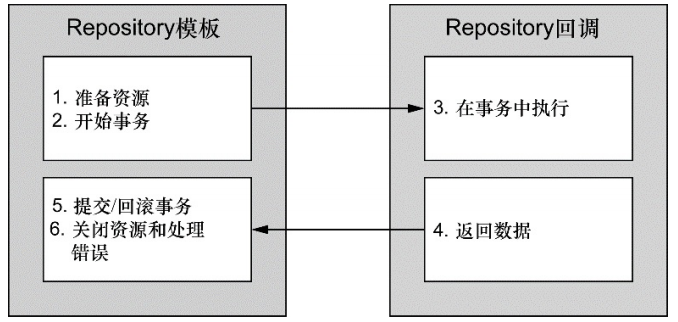 Repository模板
1. 准备资源
2. 开始事务
5. 提交/回滚事务
6. 关闭资源和处理
错误
Repository回调
3. 在事务中执行
4. 返回数据